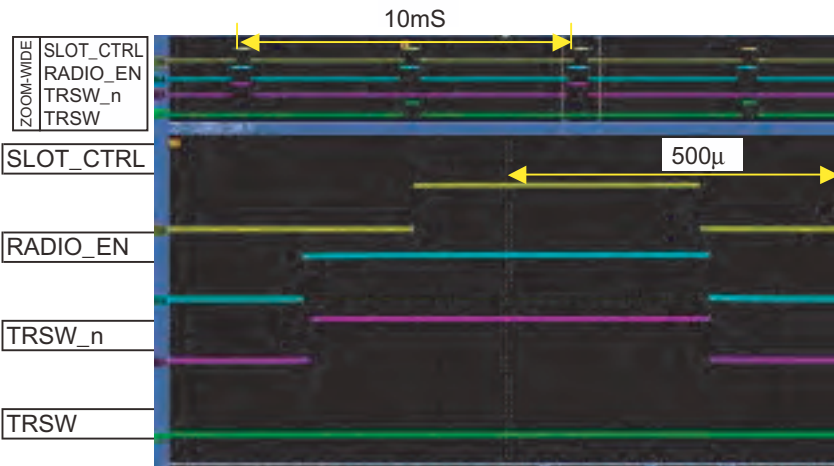 10mS
ZOOM-WIDE
SLOT_CTRL
RADIO_EN
TRSW_n
TRSW
SLOT_CTRL
500μ
RADIO_EN
TRSW_n
TRSW